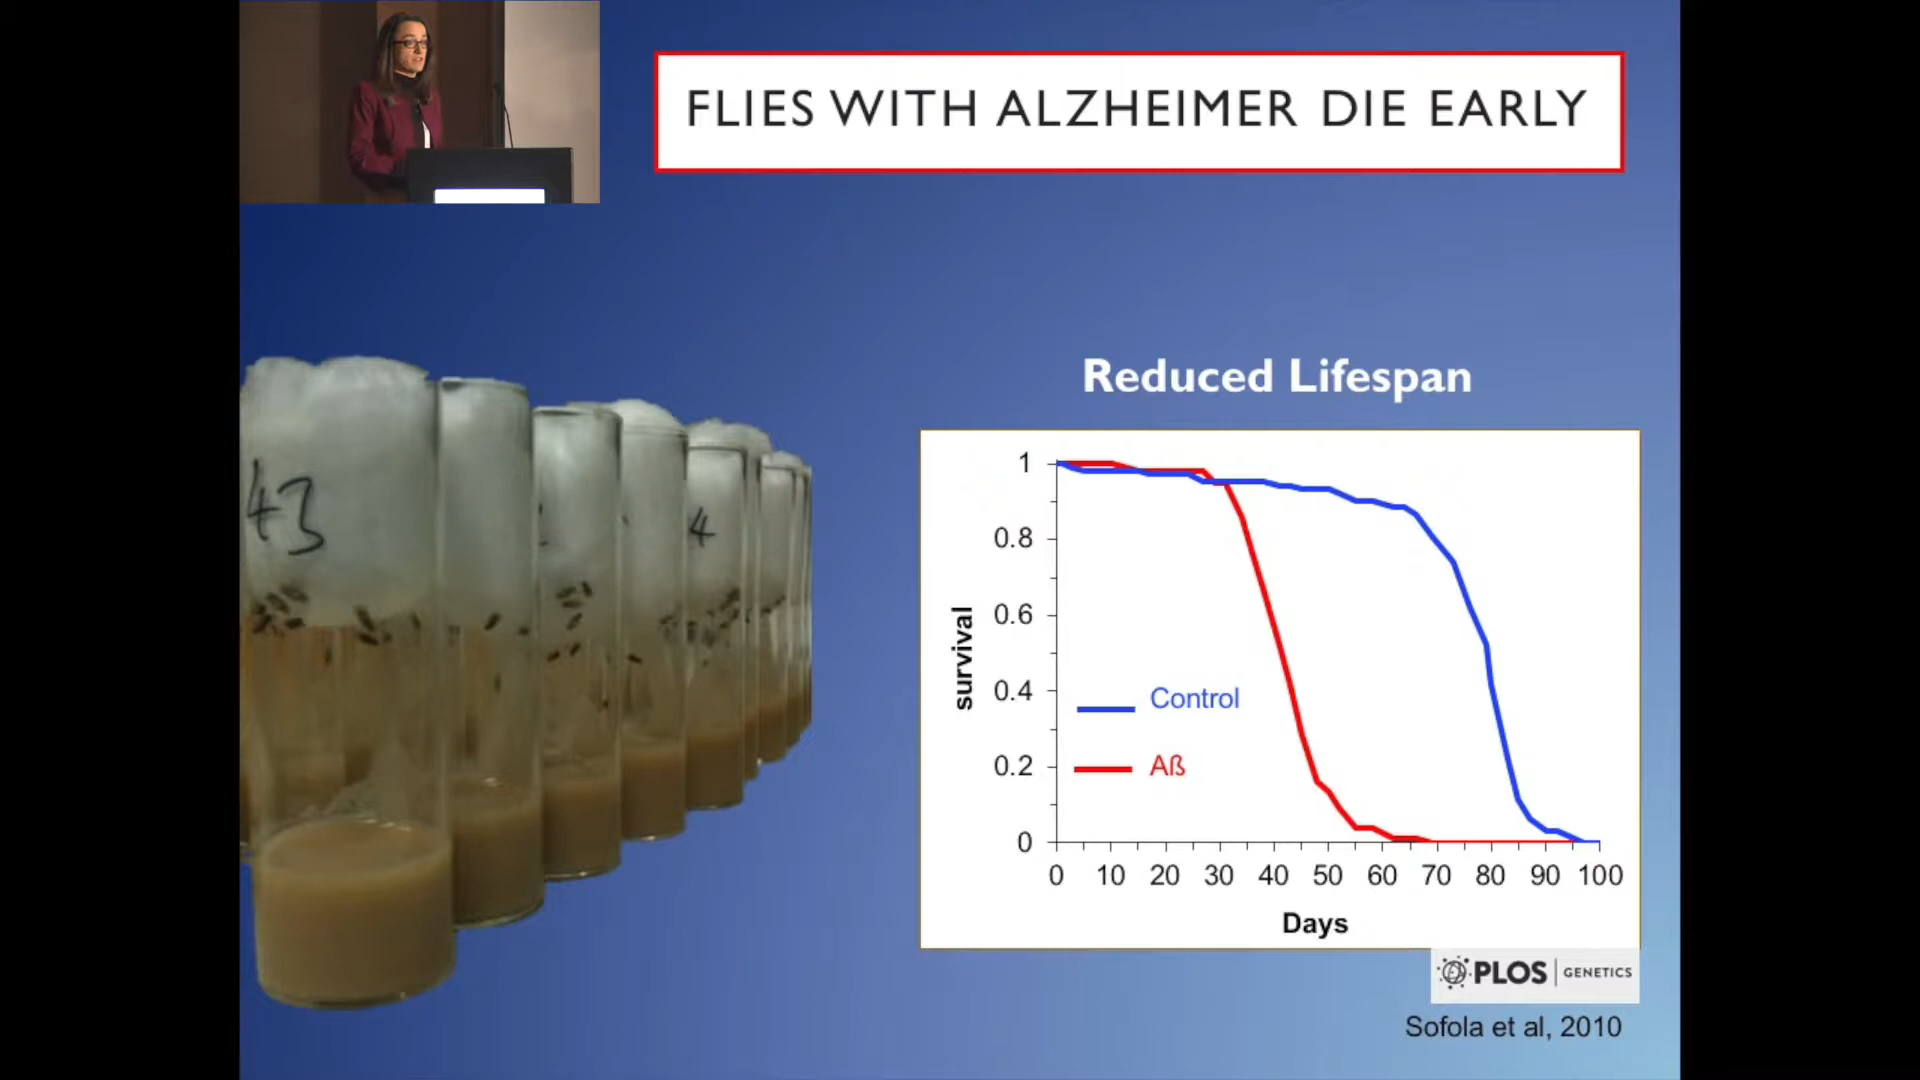 FLIES WITH ALZHEIMER DIE EARLY
43
4
Reduced Lifespan
1
0.8
0.6
0.4
0.2
0
survival
Control
Aß
0 10 20 30 40 50 60 70 80 90 100
Days
PLOS | GENETICS
Sofola et al, 2010